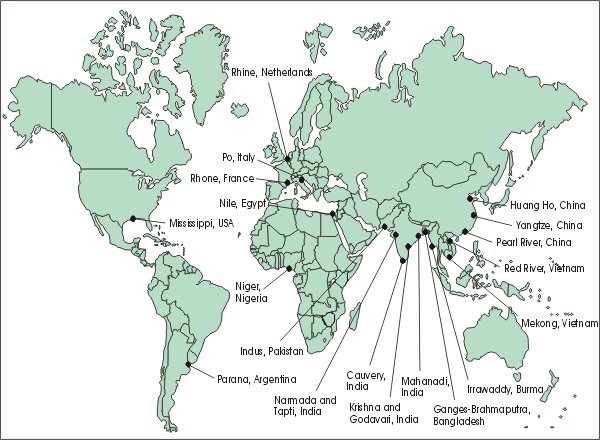 Rhine, Netherlands
Po, Italy
Rhone, France
Nile, Egypt
Mississippi, USA
Huang Ho, China
Yangtze, China
Pearl River, China
Red River, Vietnam
Niger,
Nigeria
Mekong, Vietnam
Indus, Pakistan
Parana, Argentina
Narmada and
Tapti, India
Cauvery,
India
Krishna and
Godavari, India
Mahanadi,
India
Irrawaddy, Burma
Ganges-Brahmaputra,
Bangladesh